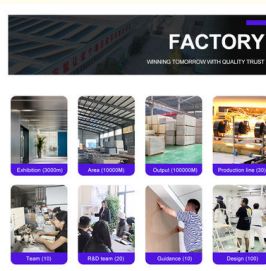 FACTORY
WINNING TOMORROW WITH QUALITY TRUST
Exhibition (3000m)
Area (10000M)
Output (100000M)
Production line (30)
Team (10)
R&D team (20)
Guidance (10)
Design (100)